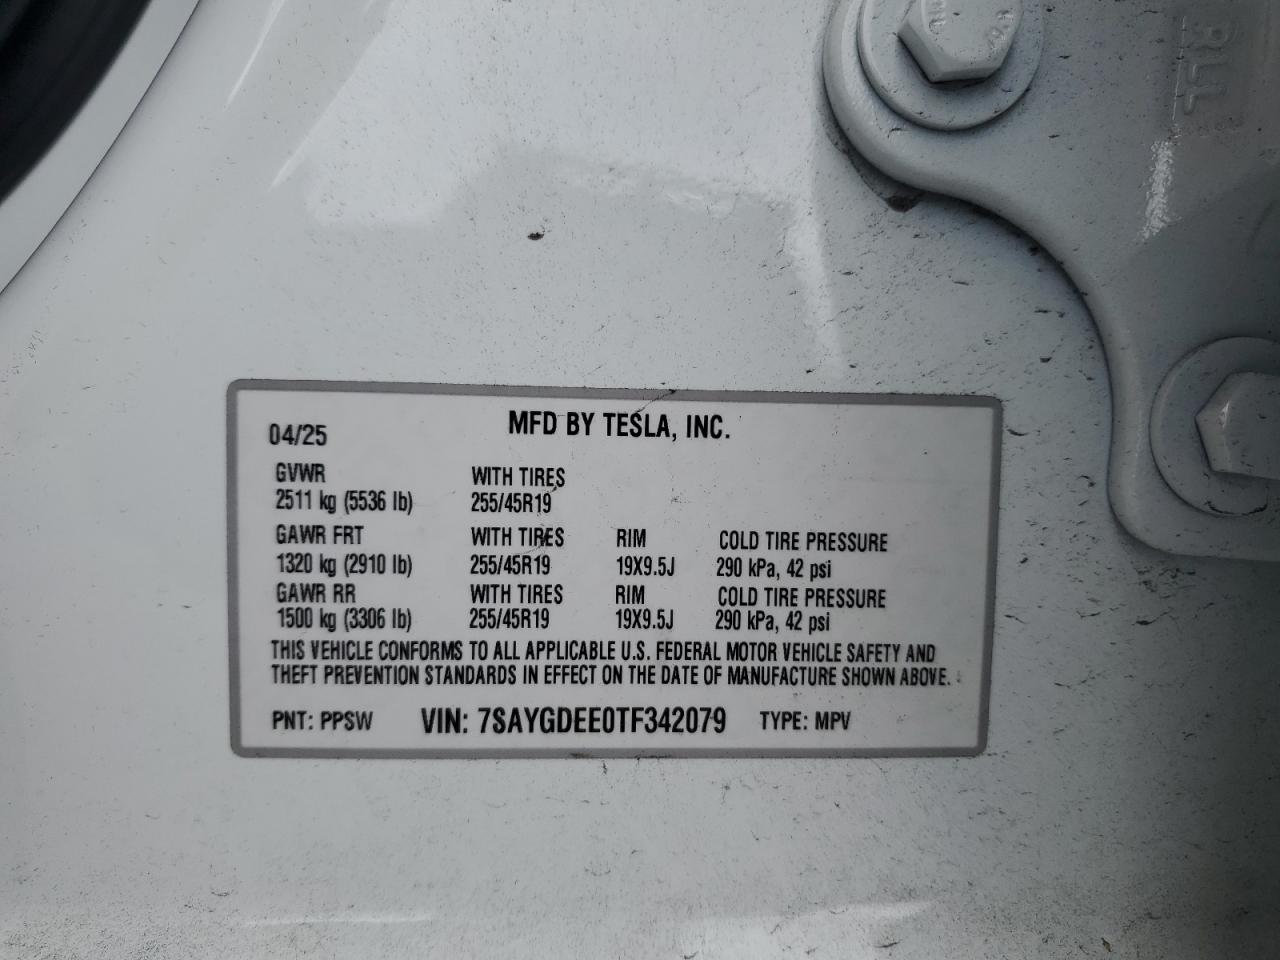 RLL
04/25 MFD BY TESLA, INC.
GVWR WITH TIRES
2511 kg (5536 lb) 255/45R19
GAWR FRT WITH TIRES RIM COLD TIRE PRESSURE
1320 kg (2910 lb) 255/45R19 19X9.5J 290 kPa, 42 psi
GAWR RR WITH TIRES RIM COLD TIRE PRESSURE
1500 kg (3306 lb) 255/45R19 19X9.5J 290 kPa, 42 psi
THIS VEHICLE CONFORMS TO ALL APPLICABLE U.S. FEDERAL MOTOR VEHICLE SAFETY AND
THEFT PREVENTION STANDARDS IN EFFECT ON THE DATE OF MANUFACTURE SHOWN ABOVE.
PNT: PPSW VIN: 7SAYGDEE0TF342079 TYPE: MPV